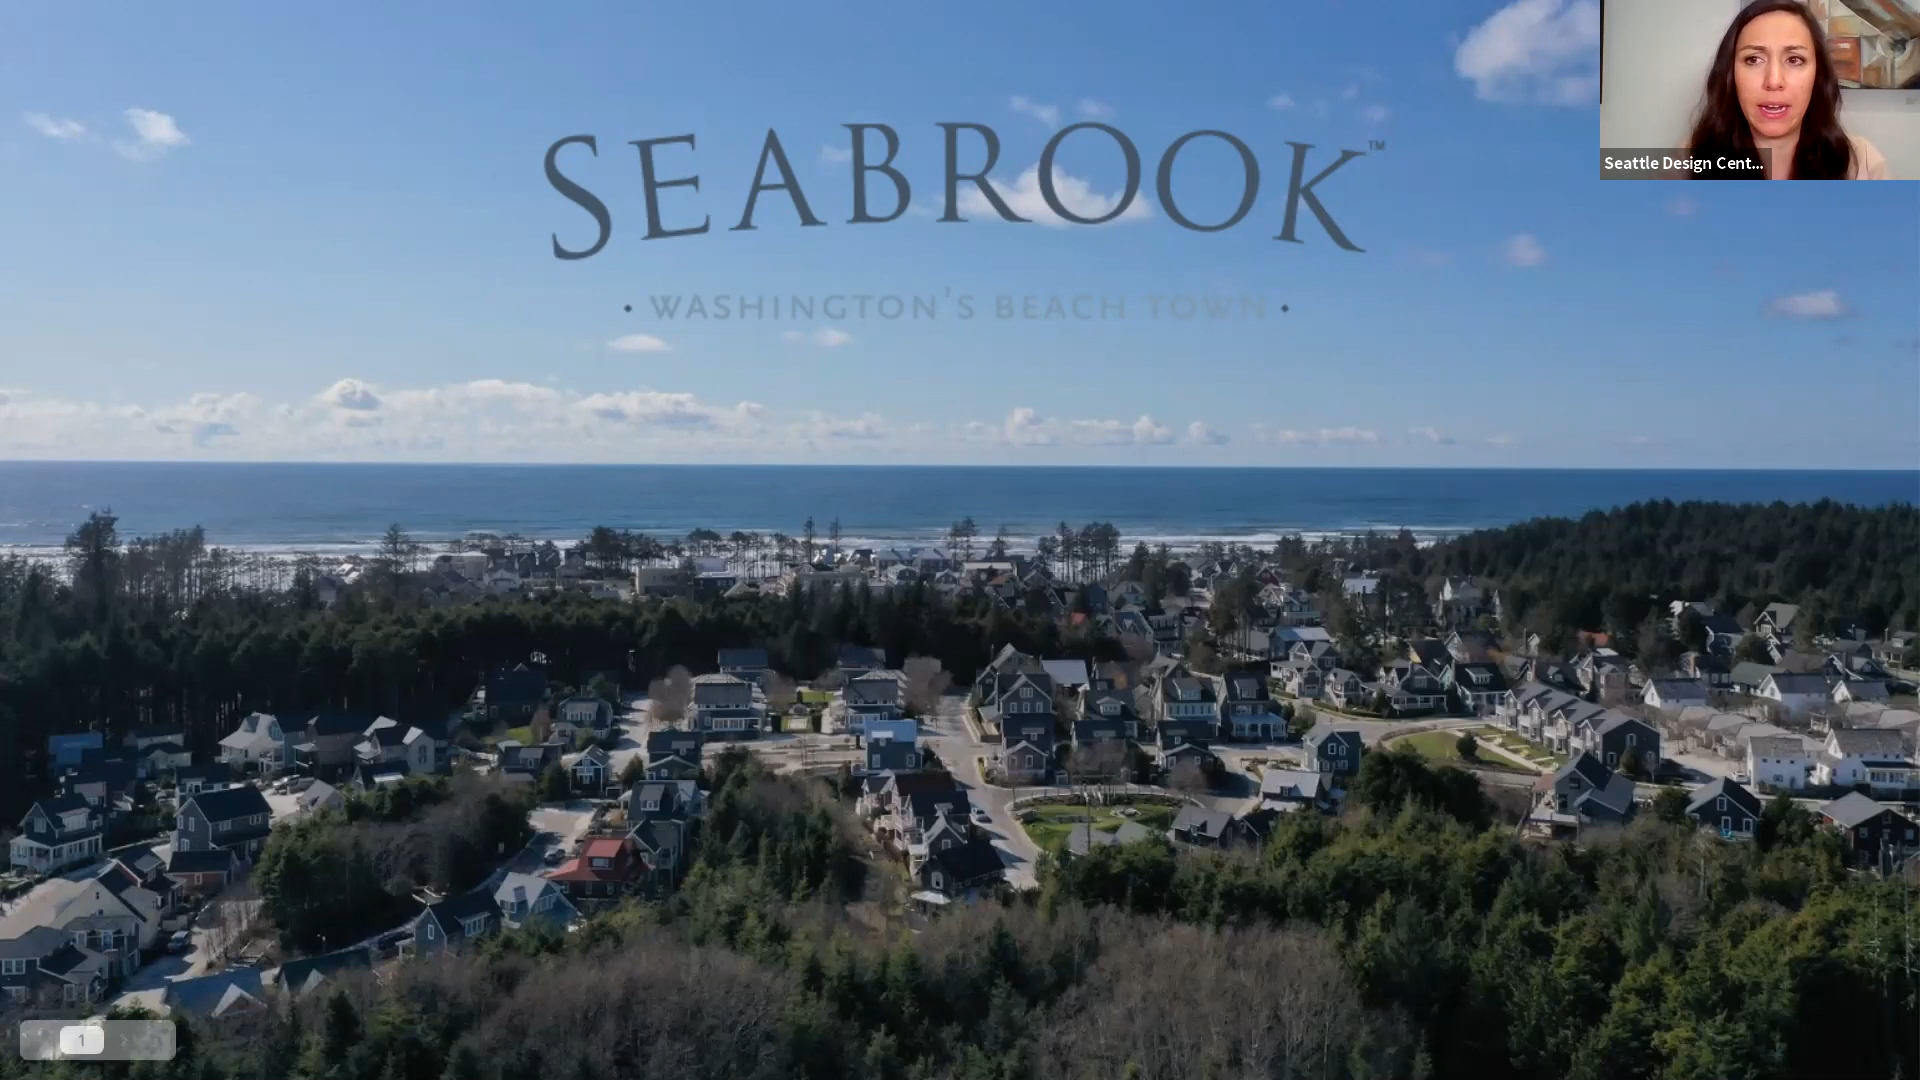 SEABROOK™
• WASHINGTON'S BEACH TOWN •
Seattle Design Cent...
1